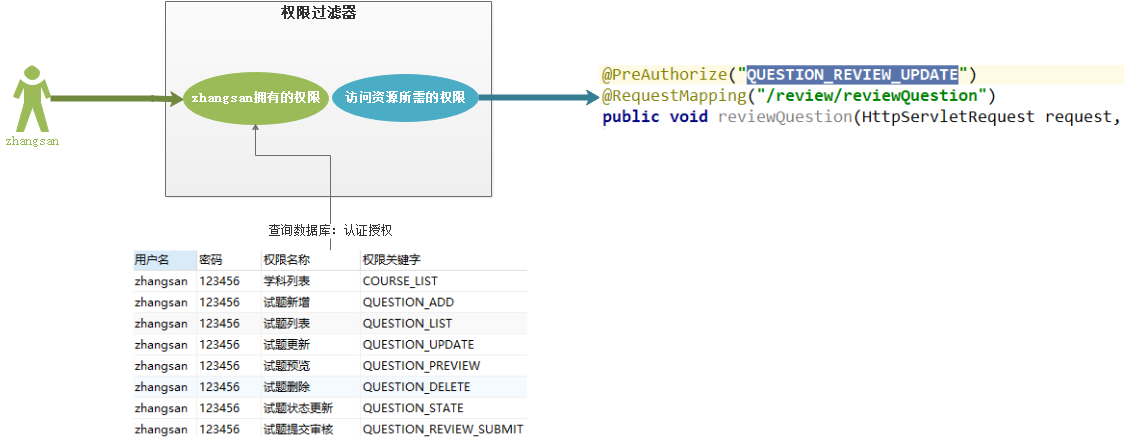 权限过滤器
zhangsan拥有的权限
访问资源所需的权限
zhangsan
@PreAuthorize("QUESTION_REVIEW_UPDATE")
@RequestMapping("/review/reviewQuestion")
public void reviewQuestion(HttpServletRequest request,
查询数据库：认证授权
用户名 密码 权限名称 权限关键字
zhangsan 123456 学科列表 COURSE_LIST
zhangsan 123456 试题新增 QUESTION_ADD
zhangsan 123456 试题列表 QUESTION_LIST
zhangsan 123456 试题更新 QUESTION_UPDATE
zhangsan 123456 试题预览 QUESTION_PREVIEW
zhangsan 123456 试题删除 QUESTION_DELETE
zhangsan 123456 试题状态更新 QUESTION_STATE
zhangsan 123456 试题提交审核 QUESTION_REVIEW_SUBMIT